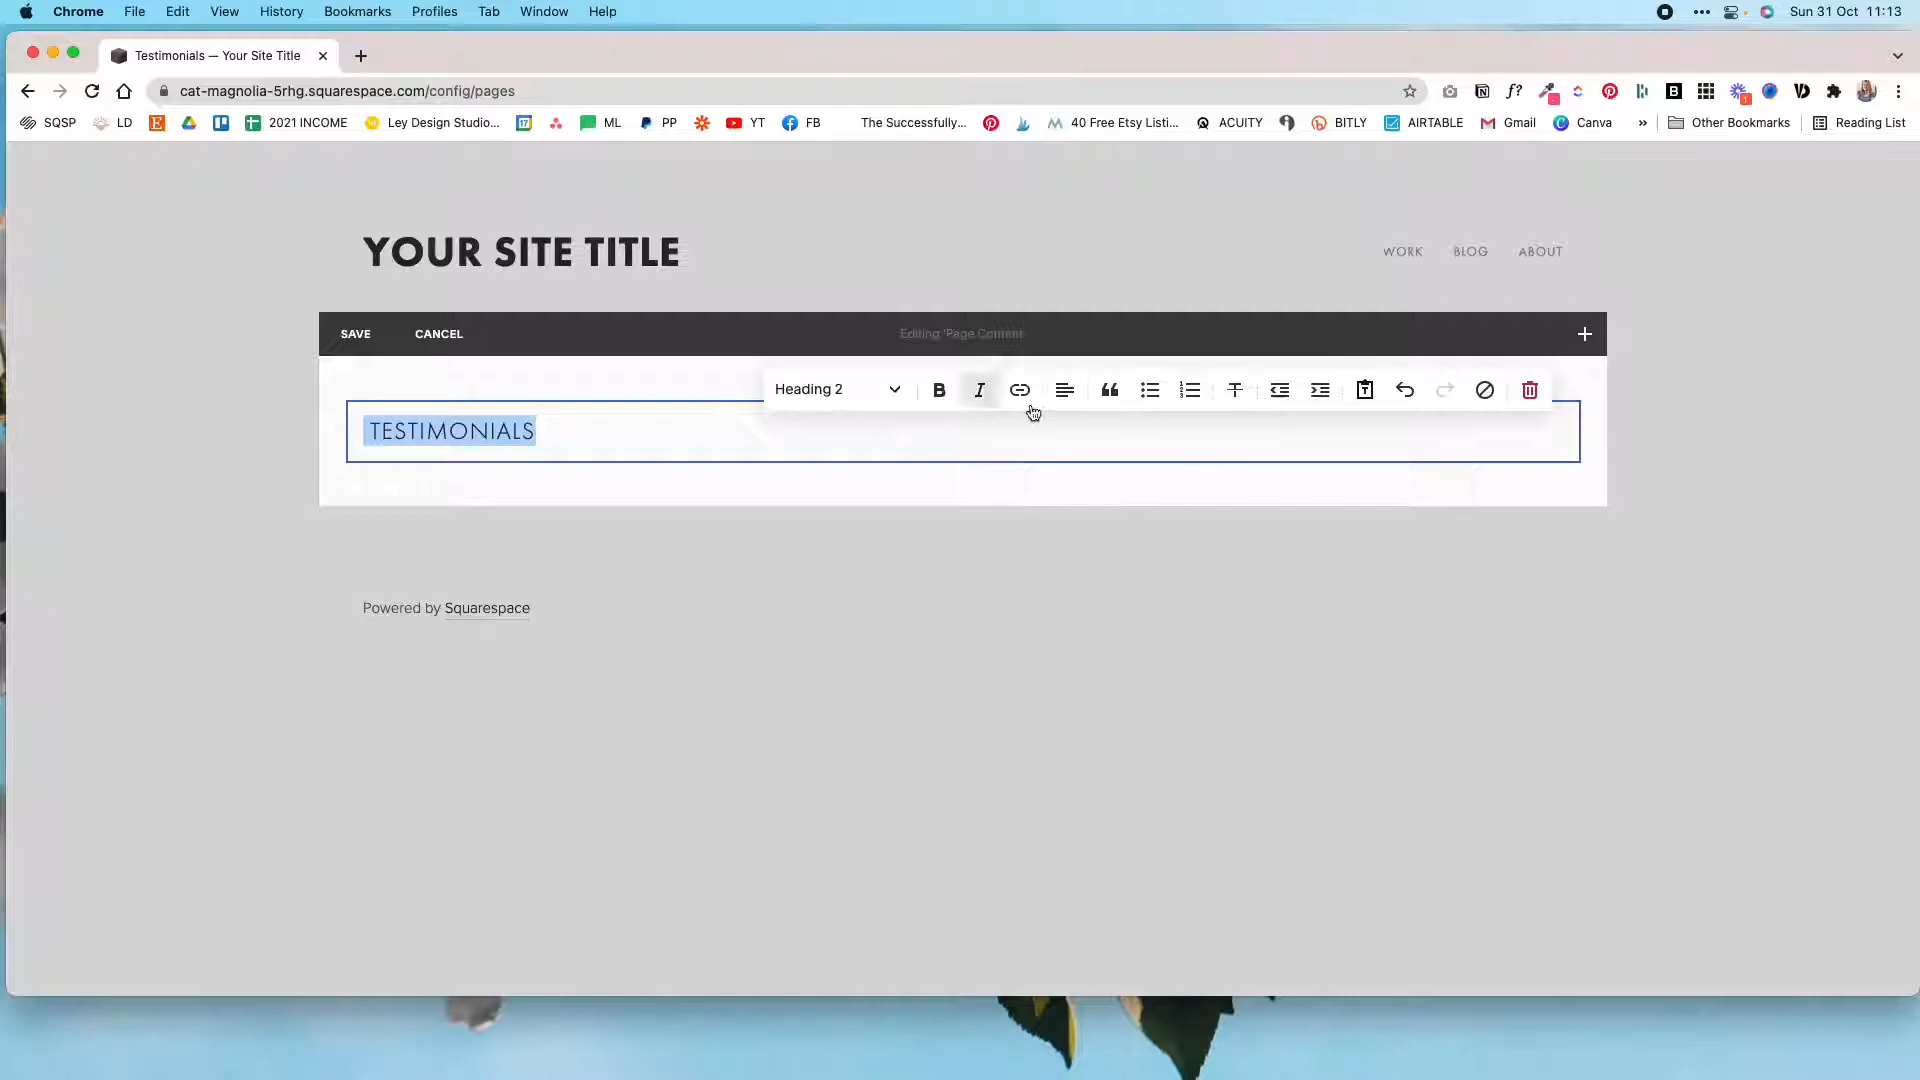 Chrome File Edit View History Bookmarks Profiles Tab Window Help Sun 31 Oct 11:13
Testimonials — Your Site Title
cat-magnolia-5rhg.squarespace.com/config/pages
SQSP LD 2021 INCOME Ley Design Studio... ML PP YT FB The Successfully... 40 Free Etsy Listi... ACUITY BITLY AIRTABLE Gmail Canva » Other Bookmarks Reading List
YOUR SITE TITLE
WORK BLOG ABOUT
SAVE CANCEL Editing 'Page Content
Heading 2 B I
TESTIMONIALS
Powered by Squarespace